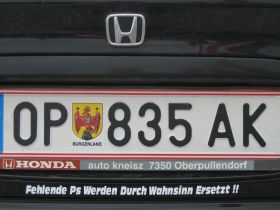 OP 835 AK
BURGENLAND
HONDA auto kneisz 7350 Oberpullendorf
Fehlende Ps Werden Durch Wahnsinn Ersetzt !!